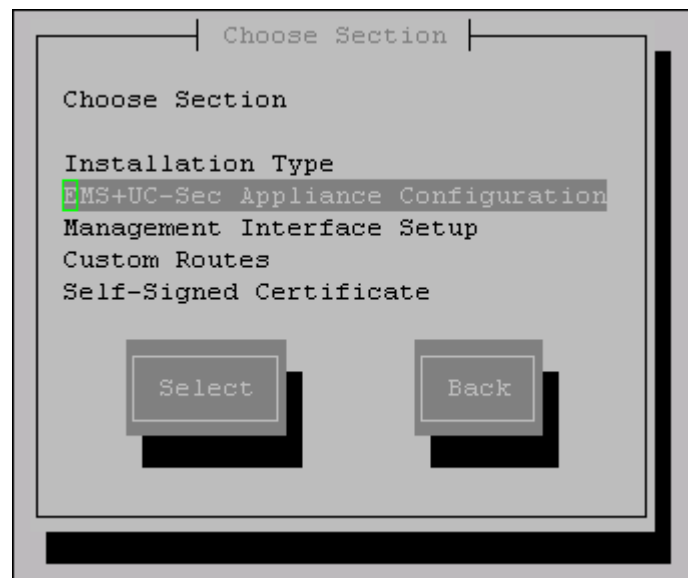 Choose Section
Choose Section
Installation Type
EMS+UC-Sec Appliance Configuration
Management Interface Setup
Custom Routes
Self-Signed Certificate
Select Back